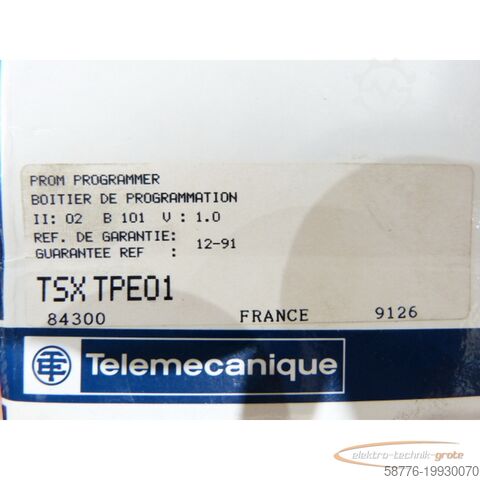 PROM PROGRAMMER
BOITIER DE PROGRAMMATION
II: 02 B 101 V : 1.0
REF. DE GARANTIE:
GUARANTEE REF : 12-91
TSX TPE01
84300 FRANCE 9126
Telemecanique
elektro-technik-grote
58776-19930070